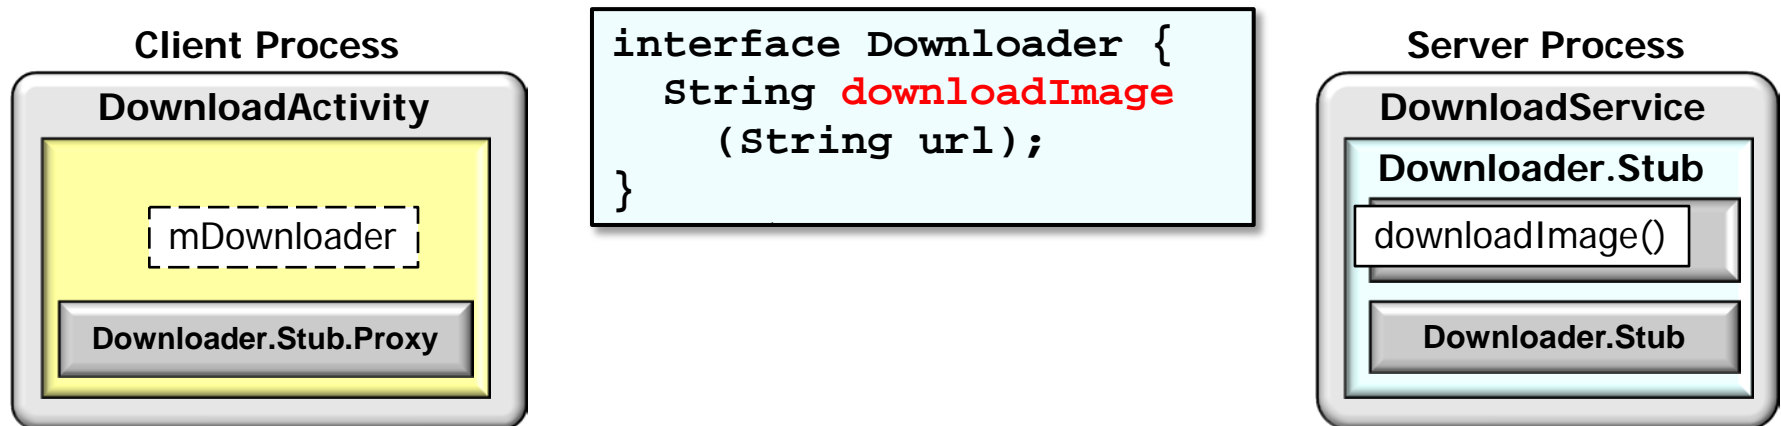 Client Process
DownloadActivity
mDownloader
Downloader.Stub.Proxy
interface Downloader {
String downloadImage
(String url);
}
Server Process
DownloadService
Downloader.Stub
downloadImage()
Downloader.Stub